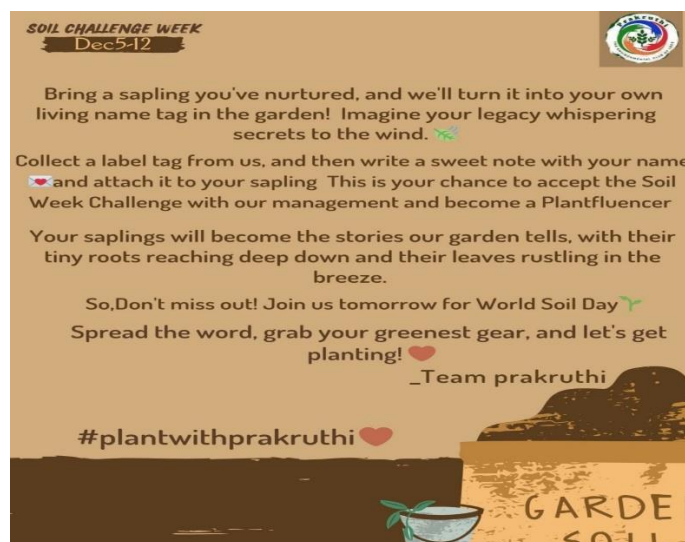 SOIL CHALLENGE WEEK
Dec5-12
Prakruthi
Bring a sapling you've nurtured, and we'll turn it into your own
living name tag in the garden! Imagine your legacy whispering
secrets to the wind. 🌿
Collect a label tag from us, and then write a sweet note with your name
💌and attach it to your sapling This is your chance to accept the Soil
Week Challenge with our management and become a Plantfluencer
Your saplings will become the stories our garden tells, with their
tiny roots reaching deep down and their leaves rustling in the
breeze.
So,Don't miss out! Join us tomorrow for World Soil Day🌱
Spread the word, grab your greenest gear, and let's get
planting! ❤️
_Team prakruthi
#plantwithprakruthi❤️
GARDE
SOIL